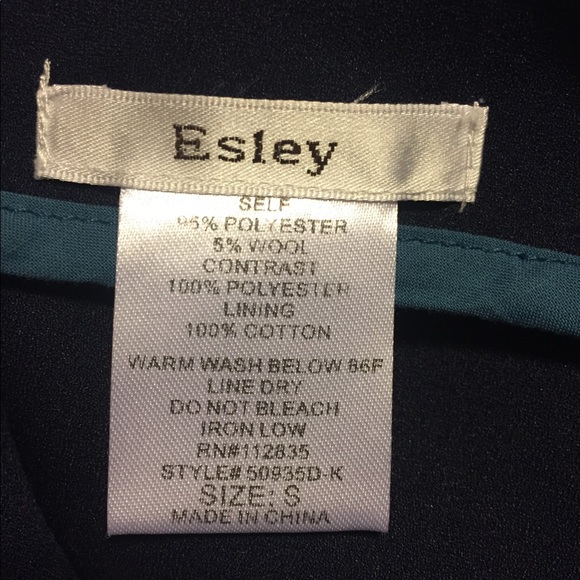 Esley
SELF
95% POLYESTER
5% WOOL
CONTRAST
100% POLYESTER
LINING
100% COTTON
WARM WASH BELOW 86F
LINE DRY
DO NOT BLEACH
IRON LOW
RN#112835
STYLE# 50935D-K
SIZE: S
MADE IN CHINA